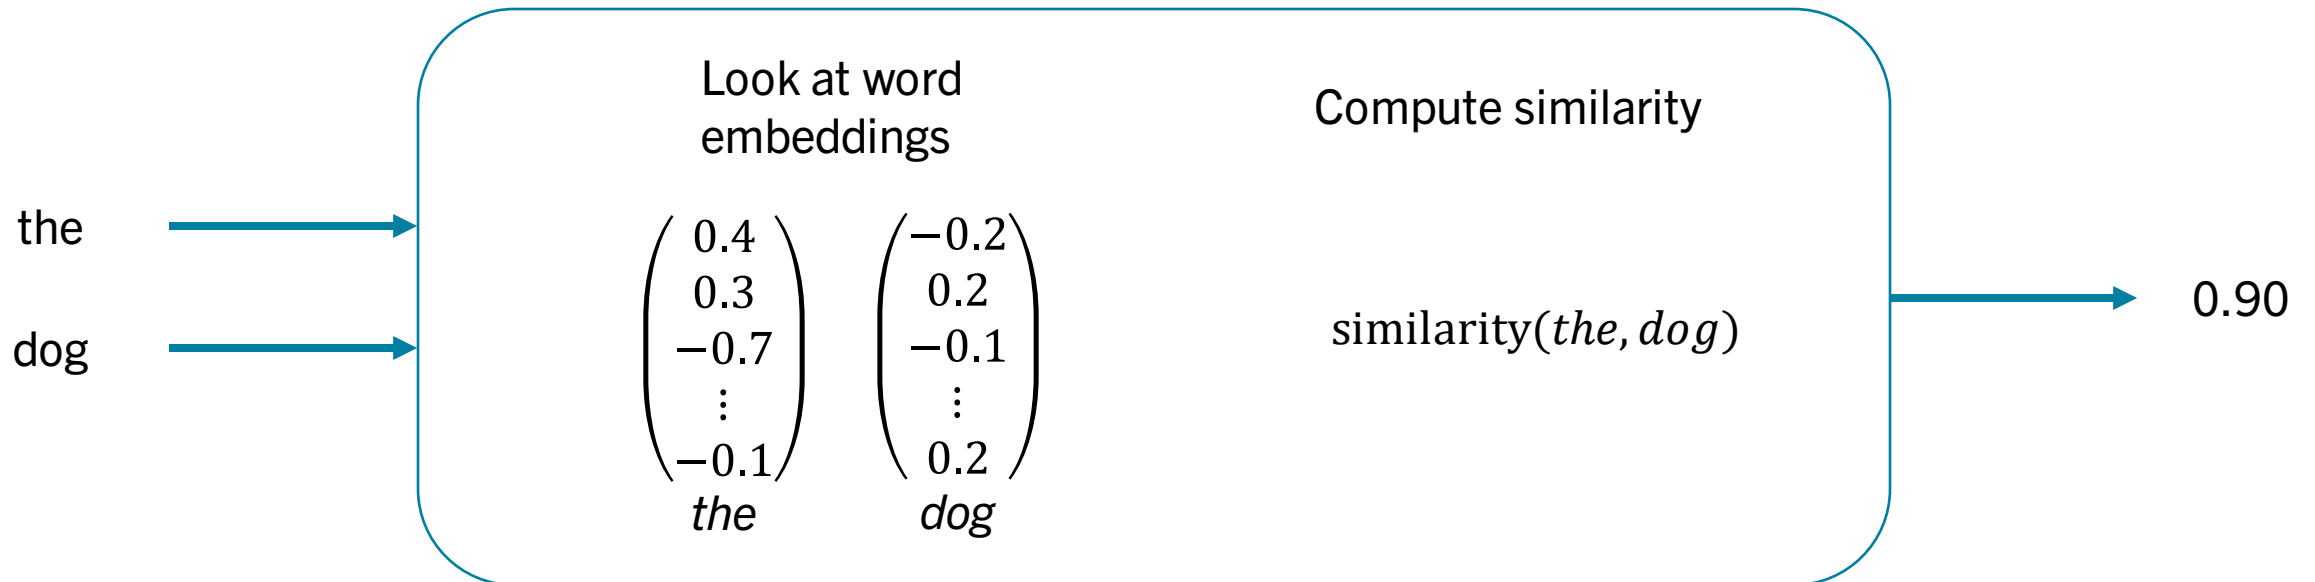 Look at word
embeddings
Compute similarity
the
dog
0.4
0.3
−0.7
⋮
−0.1
the
−0.2
0.2
−0.1
⋮
0.2
dog
similarity(the, dog)
0.90